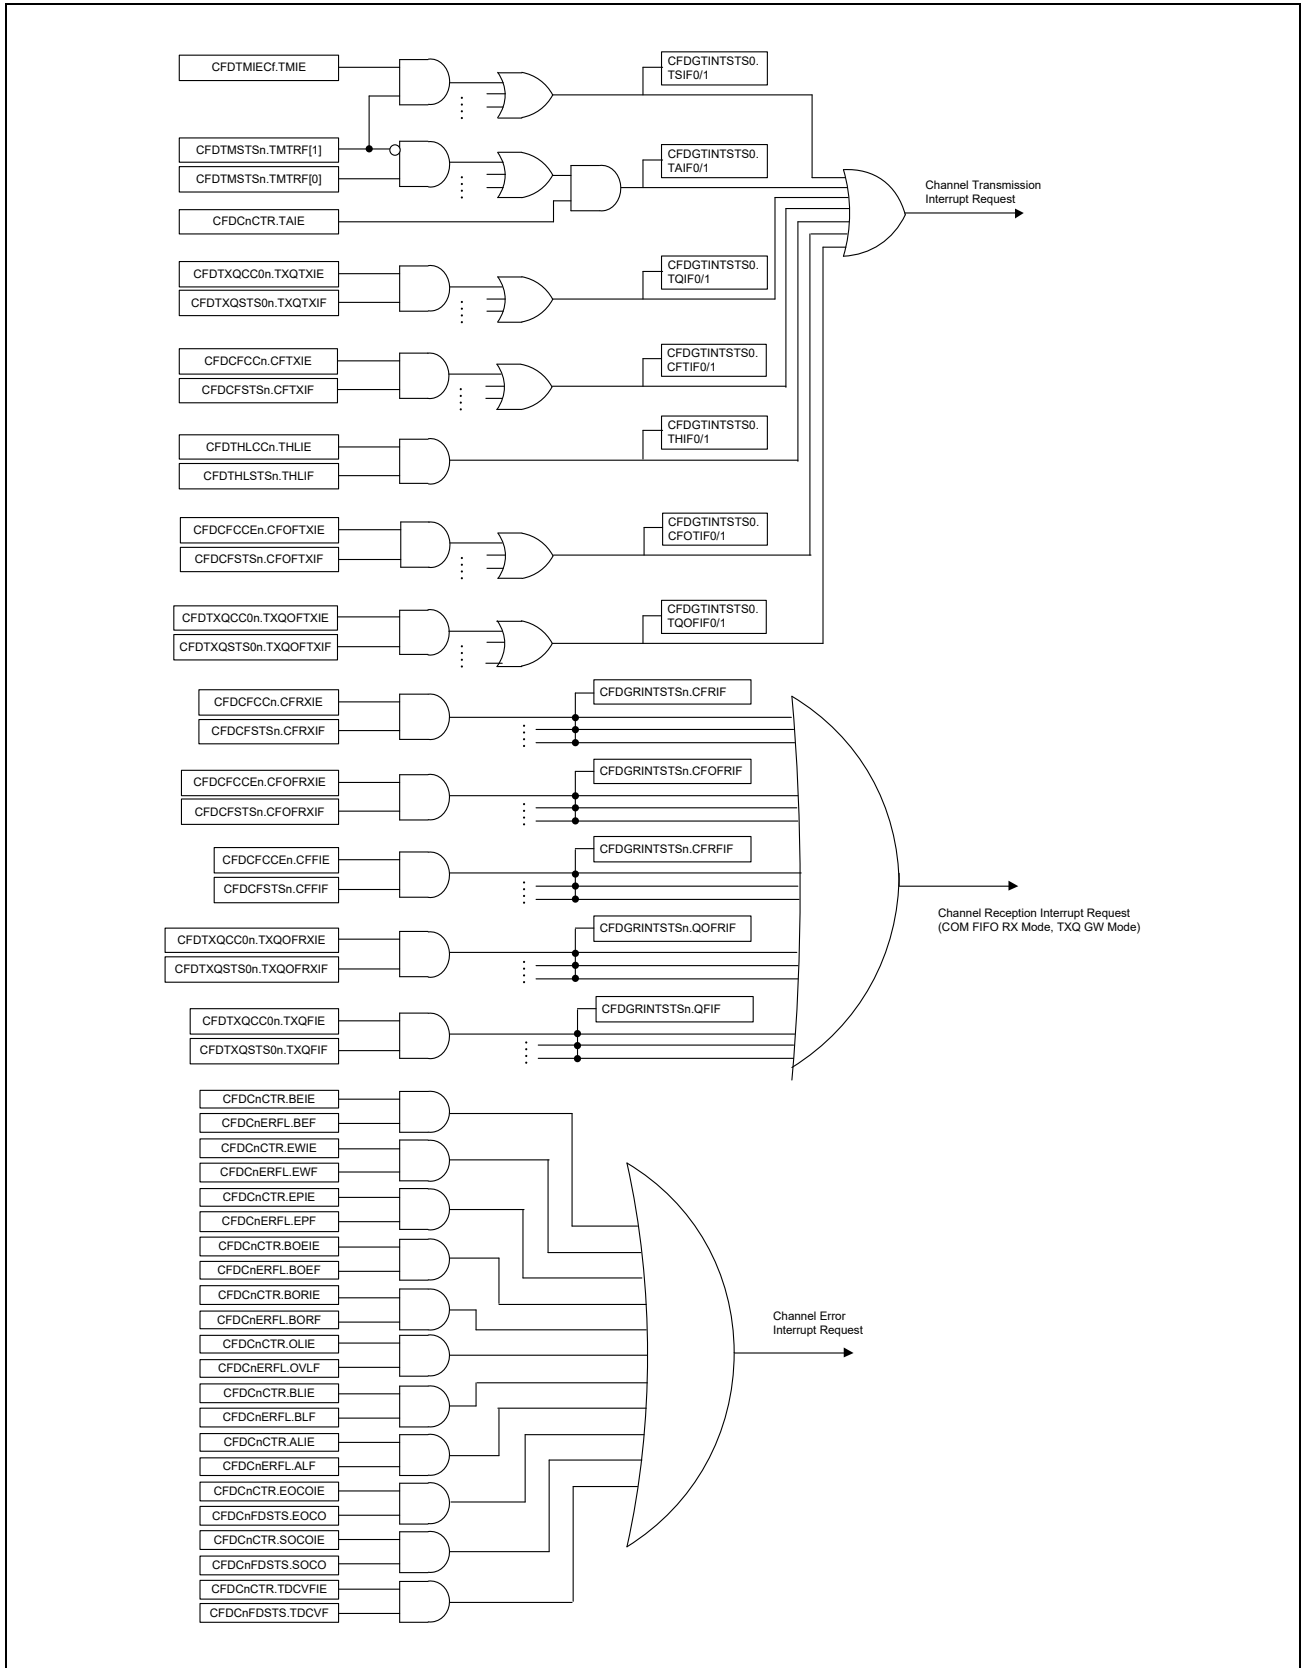 CFDTMIECf.TMIE
CFDGTINTSTS0.
TSIF0/1
CFDTMSTSn.TMTRF[1]
CFDTMSTSn.TMTRF[0]
CFDGTINTSTS0.
TAIF0/1
CFDCnCTR.TAIE
Channel Transmission
Interrupt Request
CFDTXQCC0n.TXQTXIE
CFDTXQSTS0n.TXQTXIF
CFDGTINTSTS0.
TQIF0/1
CFDCFCCn.CFTXIE
CFDCFSTSn.CFTXIF
CFDGTINTSTS0.
CFTIF0/1
CFDTHLCCn.THLIE
CFDTHLSTSn.THLIF
CFDGTINTSTS0.
THIF0/1
CFDCFCCEn.CFOFTXIE
CFDCFSTSn.CFOFTXIF
CFDGTINTSTS0.
CFOTIF0/1
CFDTXQCC0n.TXQOFTXIE
CFDTXQSTS0n.TXQOFTXIF
CFDGTINTSTS0.
TQOFIF0/1
CFDCFCCn.CFRXIE
CFDCFSTSn.CFRXIF
CFDGRINTSTSn.CFRIF
CFDCFCCEn.CFOFRXIE
CFDCFSTSn.CFOFRXIF
CFDGRINTSTSn.CFOFRIF
CFDCFCCEn.CFFIE
CFDCFSTSn.CFFIF
CFDGRINTSTSn.CFRFIF
Channel Reception Interrupt Request
(COM FIFO RX Mode, TXQ GW Mode)
CFDTXQCC0n.TXQOFRXIE
CFDTXQSTS0n.TXQOFRXIF
CFDGRINTSTSn.QOFRIF
CFDTXQCC0n.TXQFIE
CFDTXQSTS0n.TXQFIF
CFDGRINTSTSn.QFIF
CFDCnCTR.BEIE
CFDCnERFL.BEF
CFDCnCTR.EWIE
CFDCnERFL.EWF
CFDCnCTR.EPIE
CFDCnERFL.EPF
CFDCnCTR.BOEIE
CFDCnERFL.BOEF
CFDCnCTR.BORIE
CFDCnERFL.BORF
CFDCnCTR.OLIE
CFDCnERFL.OVLF
Channel Error
Interrupt Request
CFDCnCTR.BLIE
CFDCnERFL.BLF
CFDCnCTR.ALIE
CFDCnERFL.ALF
CFDCnCTR.EOCOIE
CFDCnFDSTS.EOCO
CFDCnCTR.SOCOIE
CFDCnFDSTS.SOCO
CFDCnCTR.TDCVFIE
CFDCnFDSTS.TDCVF